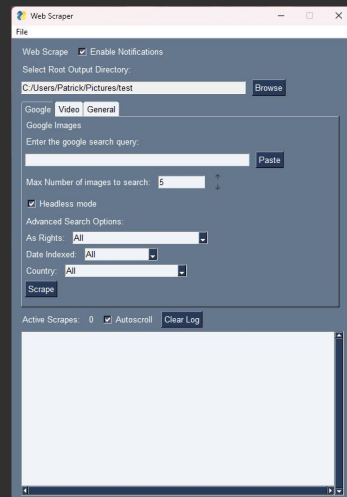 Web Scraper
File
Web Scrape Enable Notifications
Select Root Output Directory:
C:/Users/Patrick/Pictures/test Browse
Google Video General
Google Images
Enter the google search query:
Paste
Max Number of images to search: 5
Headless mode
Advanced Search Options:
As Rights: All
Date Indexed: All
Country: All
Scrape
Active Scrapes: 0 Autoscroll Clear Log